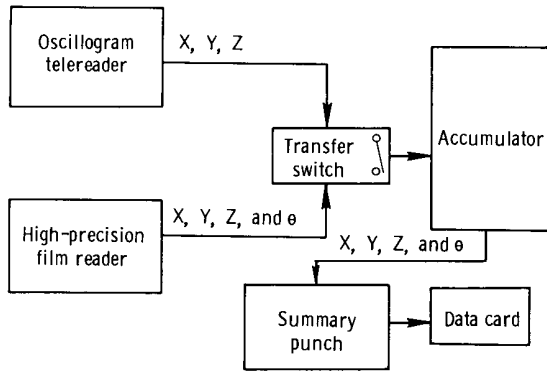 Oscillogram
telereader
X, Y, Z
Transfer
switch
Accumulator
High-precision
film reader
X, Y, Z, and θ
X, Y, Z, and θ
Summary
punch
Data card